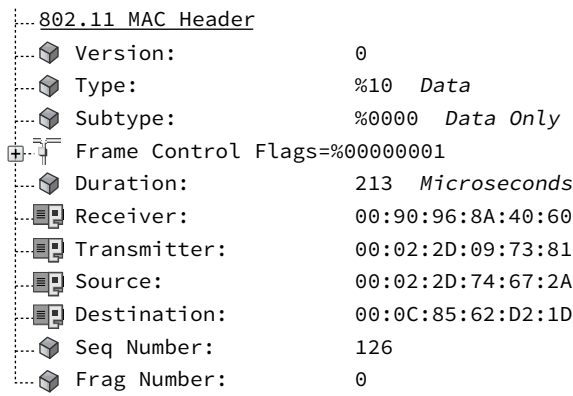 802.11 MAC Header
Version: 0
Type: %10 Data
Subtype: %0000 Data Only
Frame Control Flags=%00000001
Duration: 213 Microseconds
Receiver: 00:90:96:8A:40:60
Transmitter: 00:02:2D:09:73:81
Source: 00:02:2D:74:67:2A
Destination: 00:0C:85:62:D2:1D
Seq Number: 126
Frag Number: 0